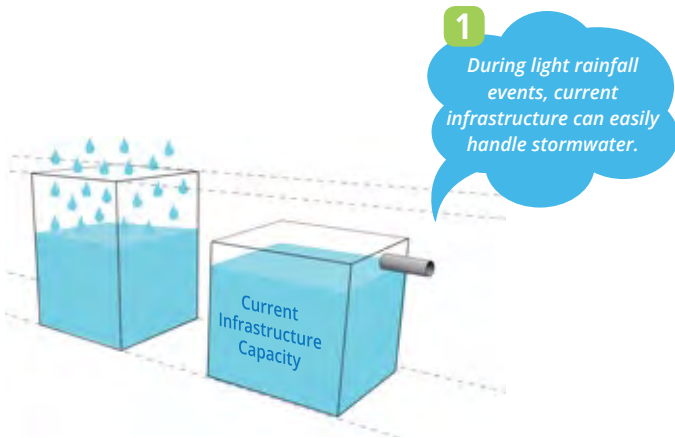 1
During light rainfall
events, current
infrastructure can easily
handle stormwater.
Current
Infrastructure
Capacity